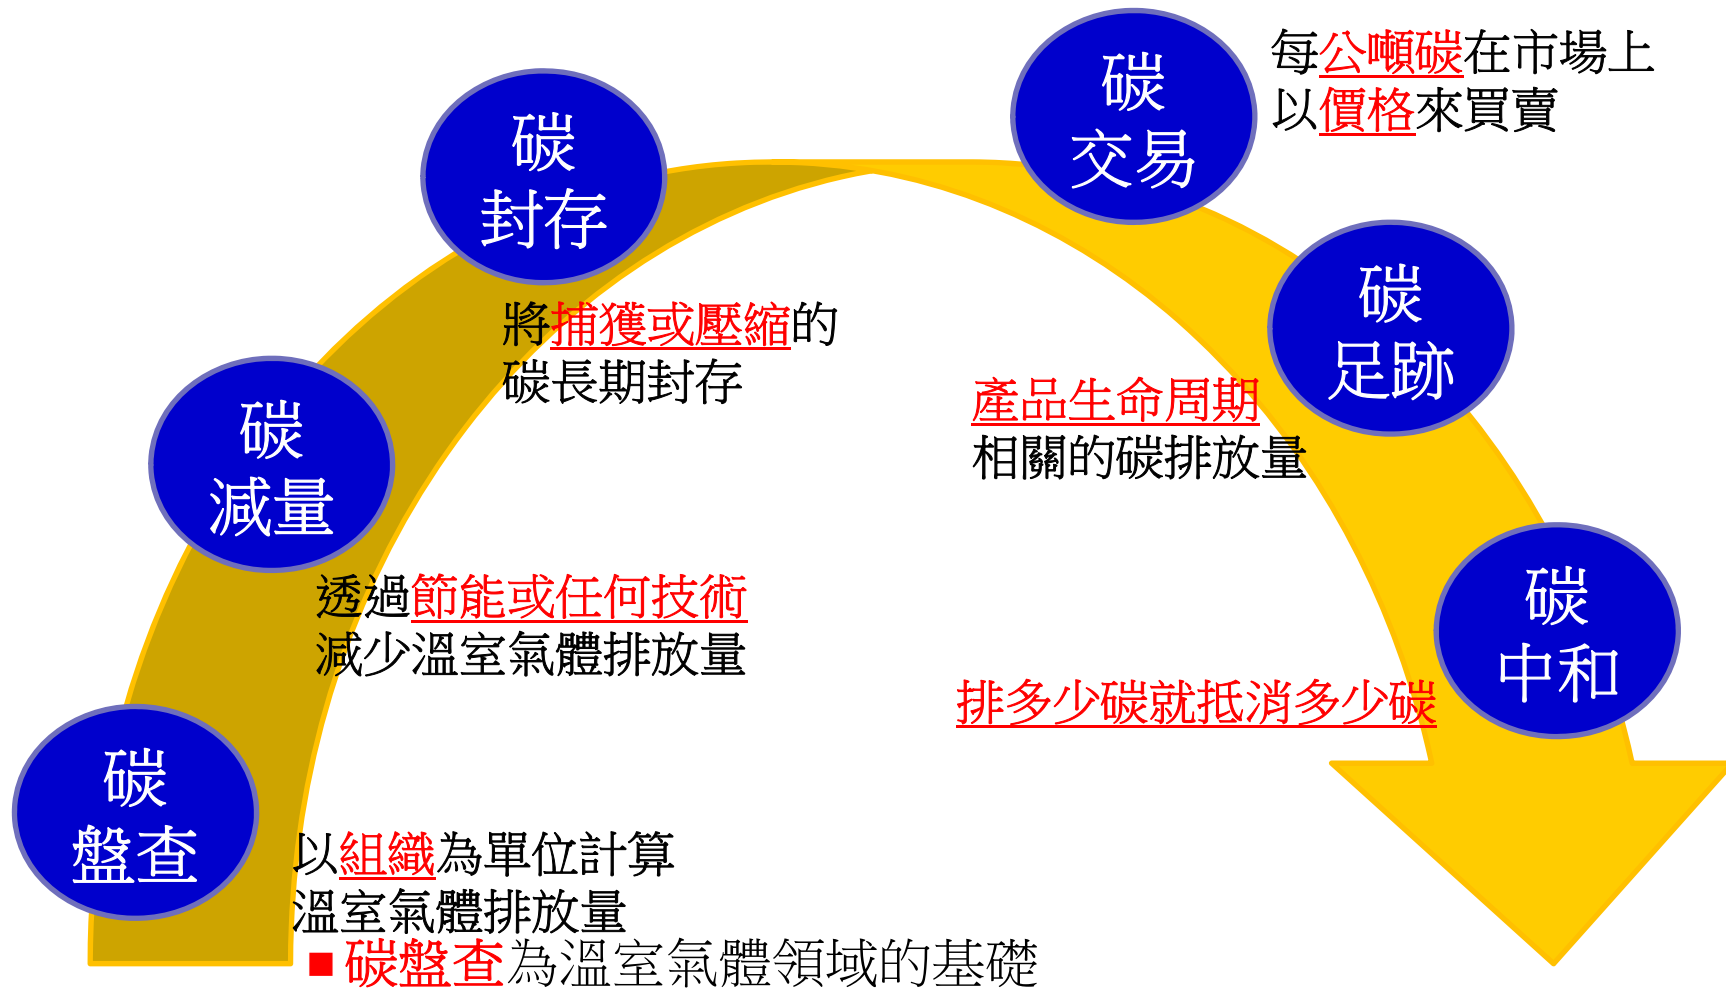 碳
盤查
以組織為單位計算
溫室氣體排放量
碳
減量
透過節能或任何技術
減少溫室氣體排放量
碳
封存
將捕獲或壓縮的
碳長期封存
碳
交易
每公噸碳在市場上
以價格來買賣
碳
足跡
產品生命周期
相關的碳排放量
碳
中和
排多少碳就抵消多少碳
■ 碳盤查為溫室氣體領域的基礎